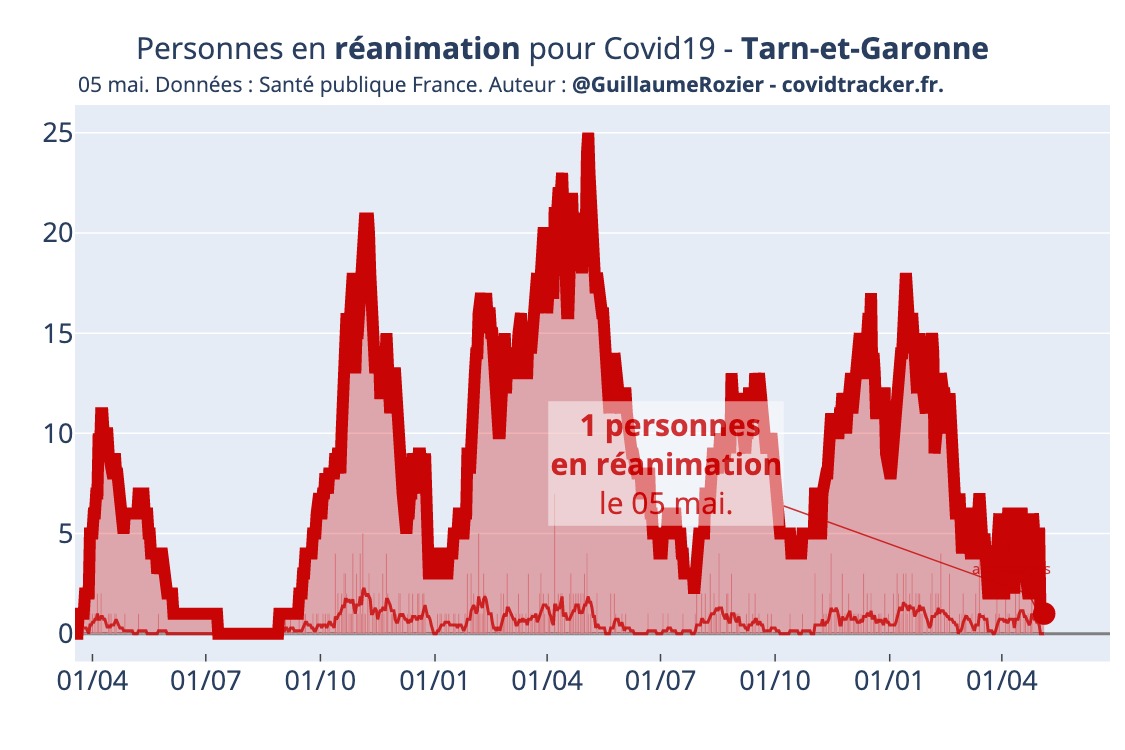 Personnes en réanimation pour Covid19 - Tarn-et-Garonne
05 mai. Données : Santé publique France. Auteur : @GuillaumeRozier - covidtracker.fr.
25
20
15
10
5
0
1 personnes
en réanimation
le 05 mai.
01/04 01/07 01/10 01/01 01/04 01/07 01/10 01/01 01/04